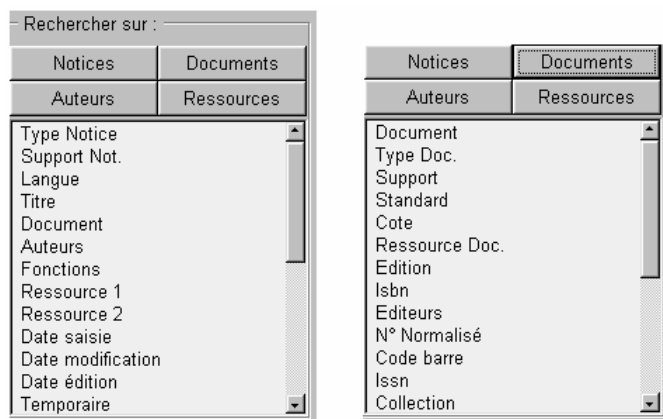 Rechercher sur :
Notices Documents
Auteurs Ressources
Type Notice
Support Not.
Langue
Titre
Document
Auteurs
Fonctions
Ressource 1
Ressource 2
Date saisie
Date modification
Date édition
Temporaire
Notices Documents
Auteurs Ressources
Document
Type Doc.
Support
Standard
Cote
Ressource Doc.
Edition
Isbn
Editeurs
N° Normalisé
Code barre
Issn
Collection